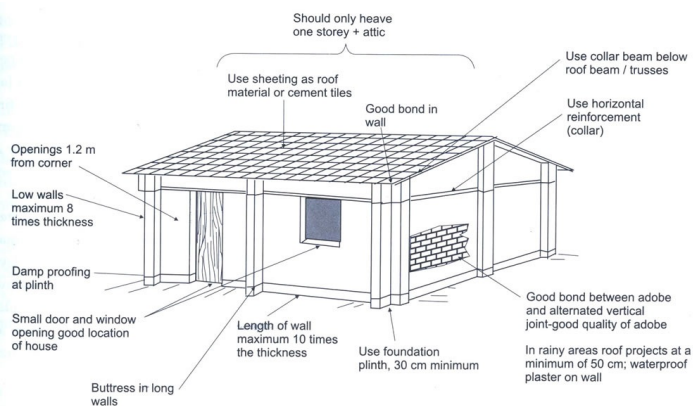 Should only heave
one storey + attic
Use sheeting as roof
material or cement tiles
Good bond in
wall
Use collar beam below
roof beam / trusses
Use horizontal
reinforcement
(collar)
Openings 1.2 m
from corner
Low walls
maximum 8
times thickness
Damp proofing
at plinth
Small door and window
opening good location
of house
Buttress in long
walls
Length of wall
maximum 10 times
the thickness
Use foundation
plinth, 30 cm minimum
Good bond between adobe
and alternated vertical
joint-good quality of adobe
In rainy areas roof projects at a
minimum of 50 cm; waterproof
plaster on wall